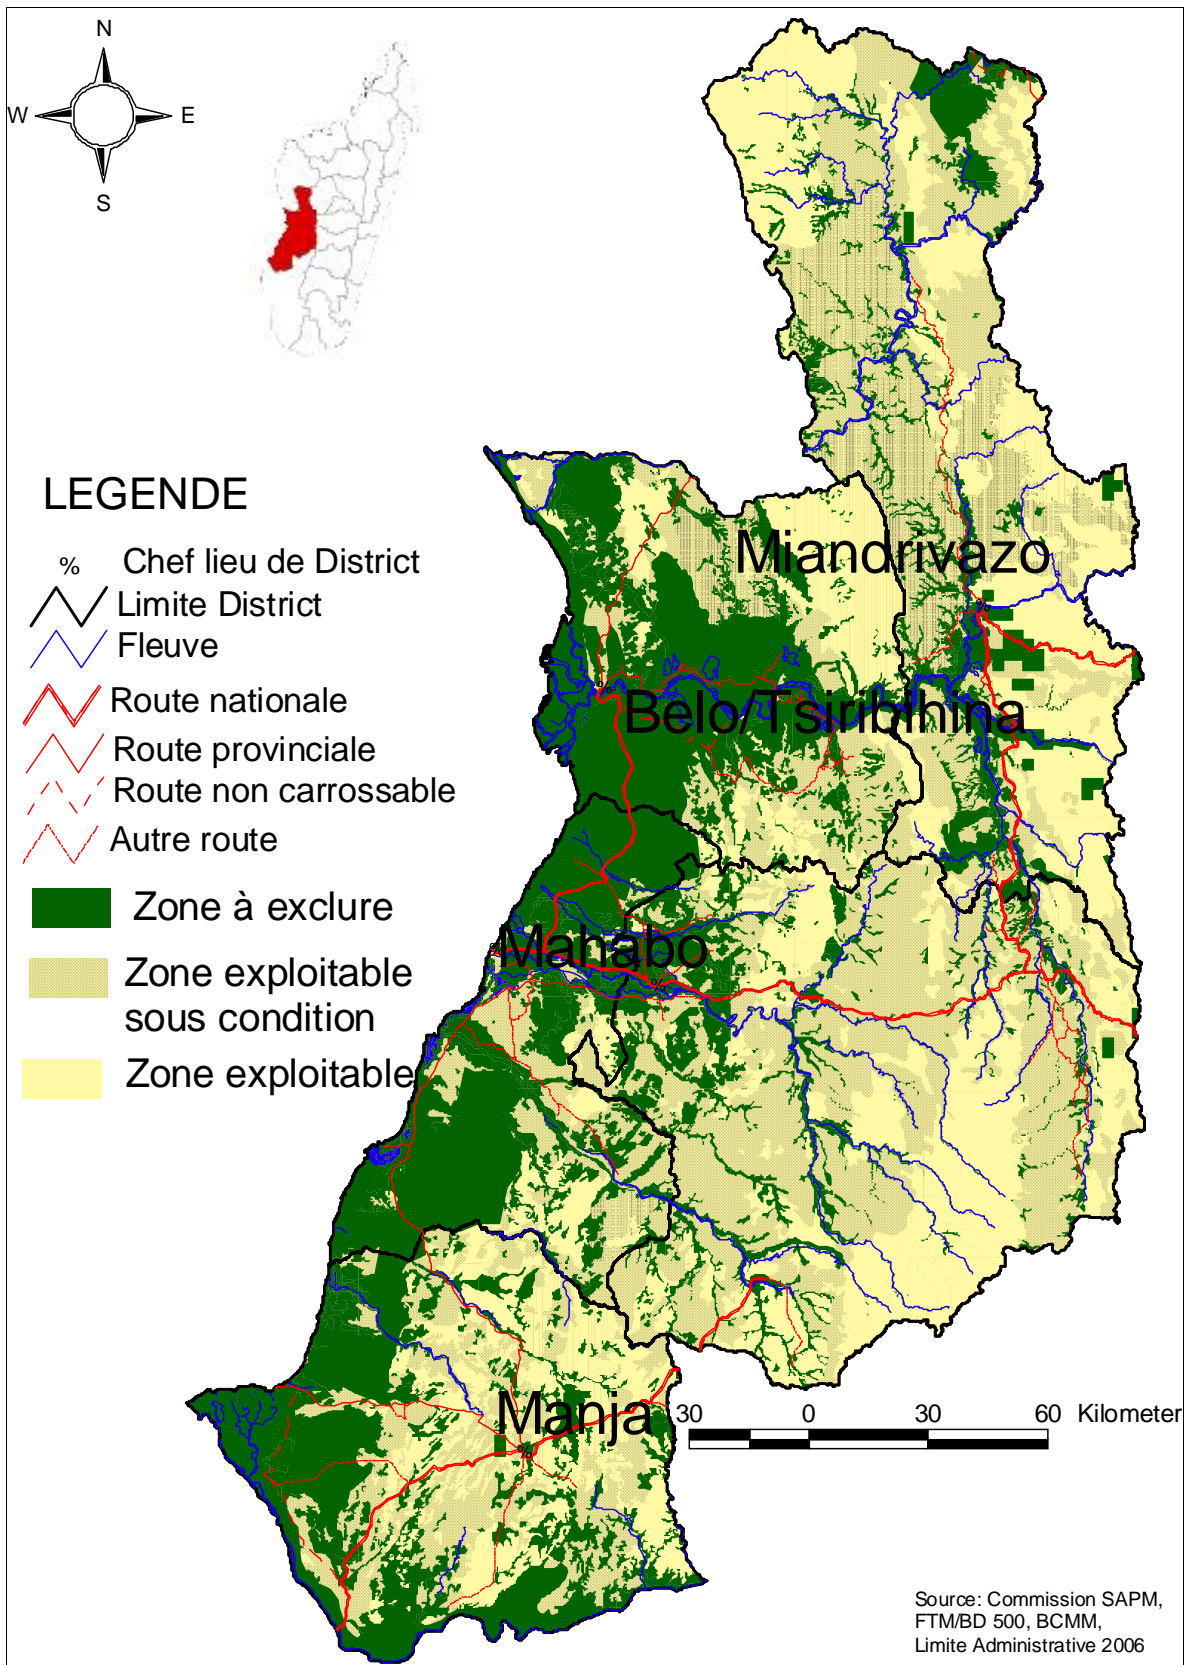 N
W E
S
LEGENDE
% Chef lieu de District
Limite District
Fleuve
Route nationale
Route provinciale
Route non carrossable
Autre route
Zone à exclure
Zone exploitable
sous condition
Zone exploitable
Miandrivazo
Belo/Tsiribihina
Mahabo
Manja
30 0 30 60 Kilometer
Source: Commission SAPM,
FTM/BD 500, BCMM,
Limite Administrative 2006